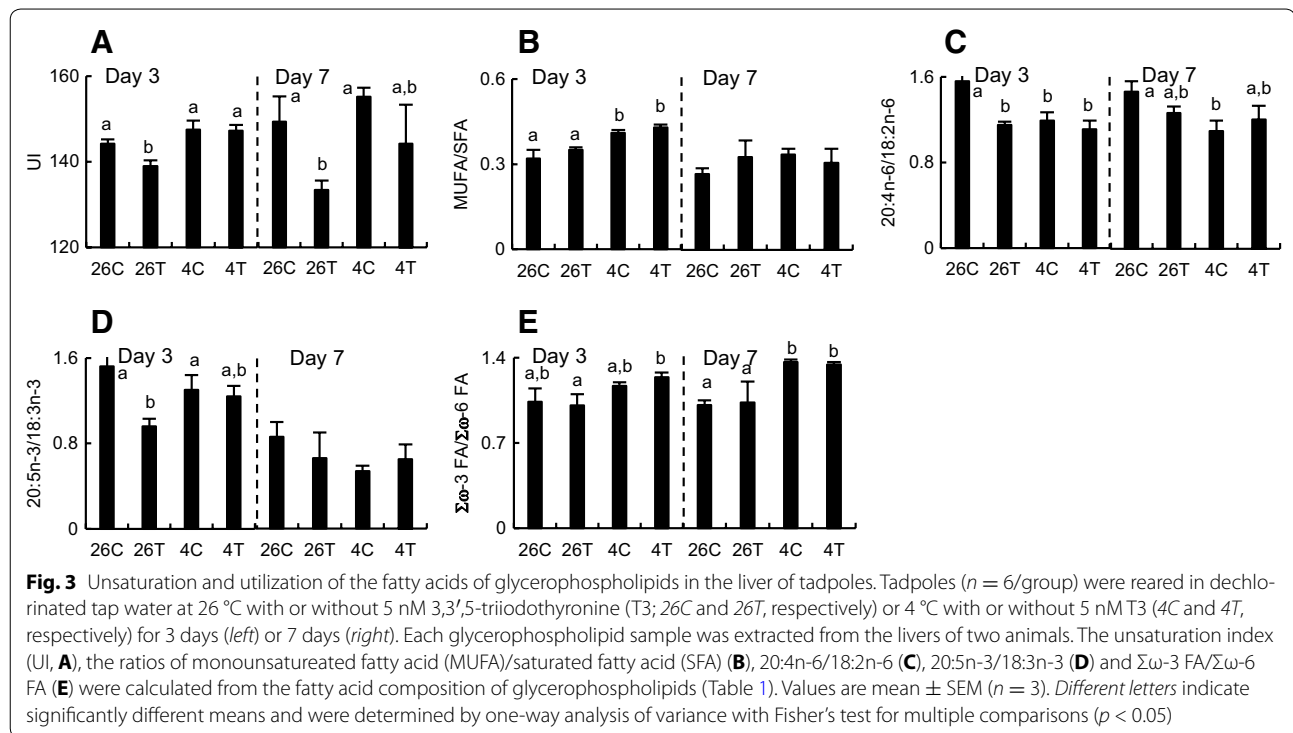 A
B
C
160
Day 3
Day 7
a
b
a
a
a
b
a
a,b
UI
140
120
26C 26T 4C 4T 26C 26T 4C 4T
0.6
Day 3
Day 7
a
a
b
b
MUFA/SFA
0.3
0
26C 26T 4C 4T 26C 26T 4C 4T
1.6
Day 3
Day 7
a
b
b
b
a
a,b
b
a,b
20:4n-6/18:2n-6
0.8
0
26C 26T 4C 4T 26C 26T 4C 4T
D
E
1.6
Day 3
Day 7
a
b
a
a,b
20:5n-3/18:3n-3
0.8
0
26C 26T 4C 4T 26C 26T 4C 4T
1.4
Day 3
Day 7
a,b
a
a,b
b
a
a
b
b
Σω-3 FA/Σω-6 FA
0.7
0
26C 26T 4C 4T 26C 26T 4C 4T
Fig. 3 Unsaturation and utilization of the fatty acids of glycerophospholipids in the liver of tadpoles. Tadpoles (n = 6/group) were reared in dechlo-
rinated tap water at 26 °C with or without 5 nM 3,3′,5-triiodothyronine (T3; 26C and 26T, respectively) or 4 °C with or without 5 nM T3 (4C and 4T,
respectively) for 3 days (left) or 7 days (right). Each glycerophospholipid sample was extracted from the livers of two animals. The unsaturation index
(UI, A), the ratios of monounsatureated fatty acid (MUFA)/saturated fatty acid (SFA) (B), 20:4n-6/18:2n-6 (C), 20:5n-3/18:3n-3 (D) and Σω-3 FA/Σω-6
FA (E) were calculated from the fatty acid composition of glycerophospholipids (Table 1). Values are mean ± SEM (n = 3). Different letters indicate
significantly different means and were determined by one-way analysis of variance with Fisher's test for multiple comparisons (p < 0.05)